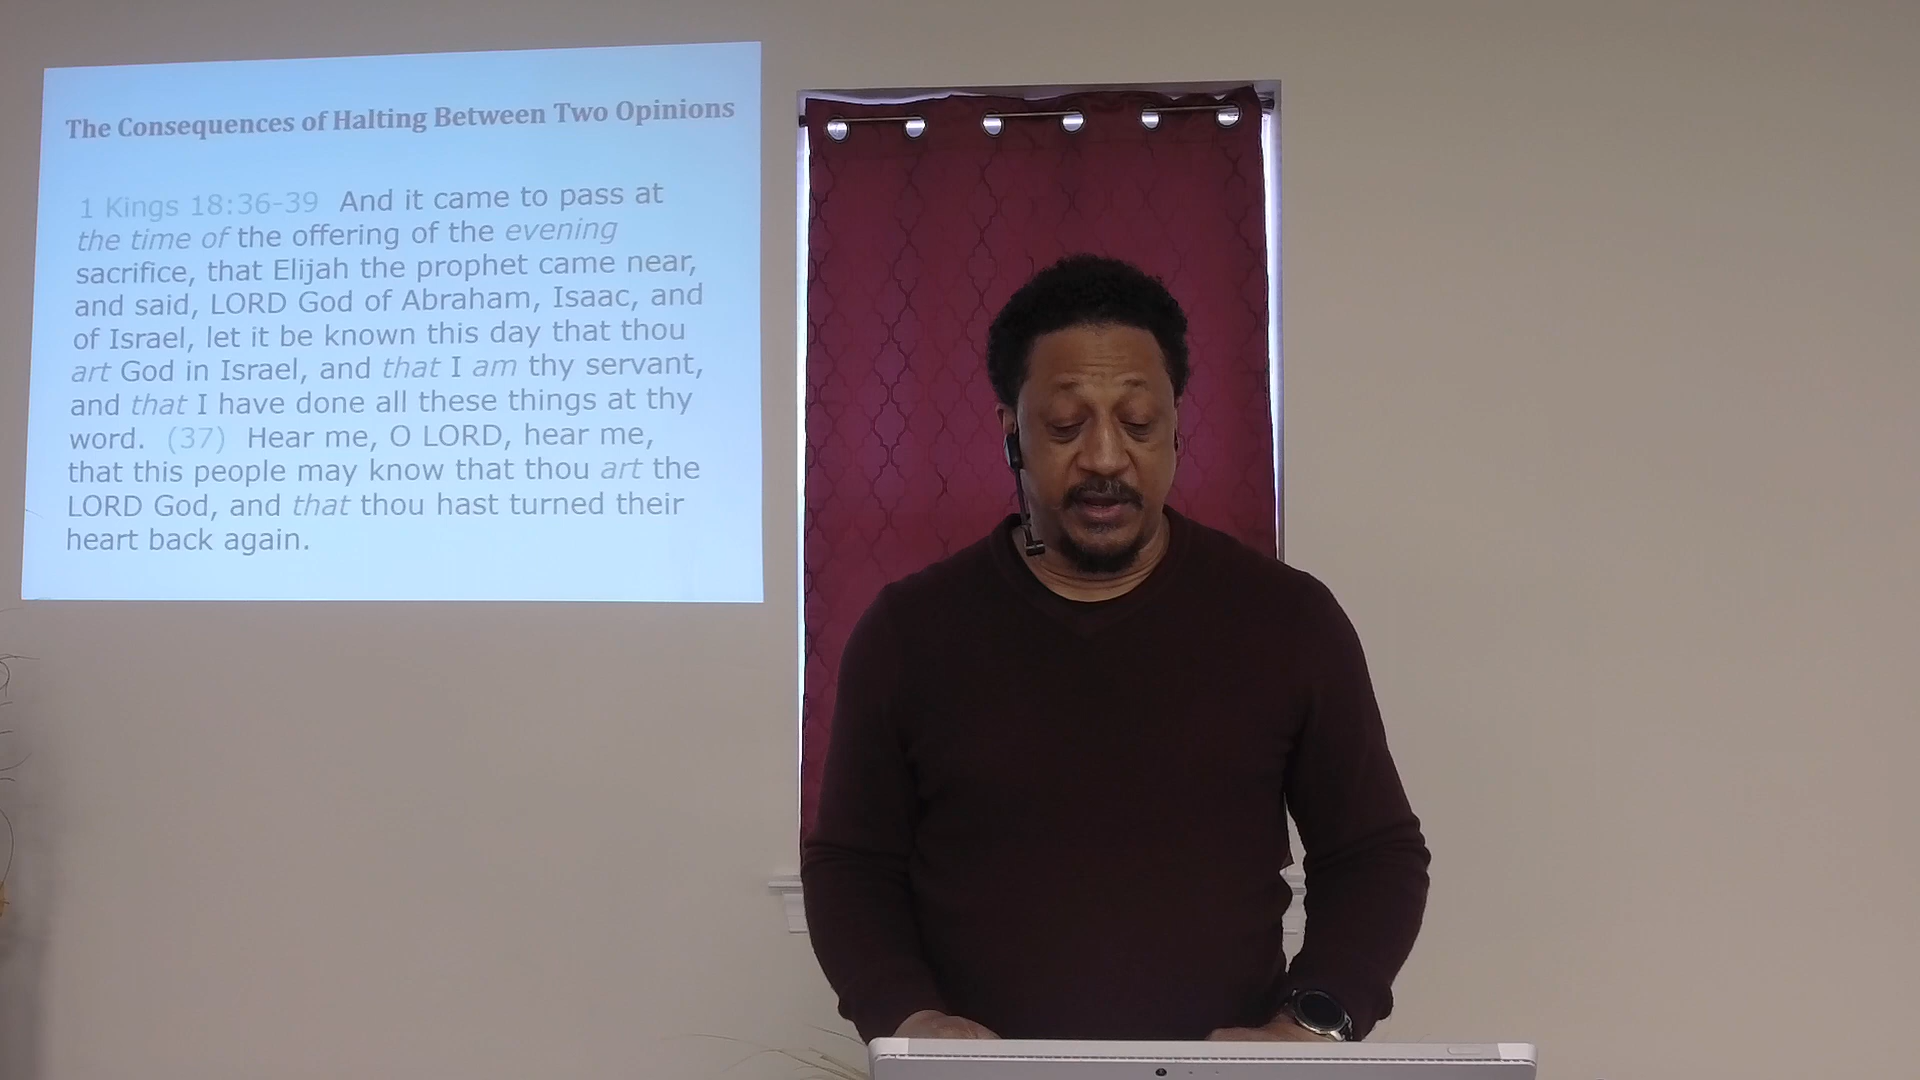 The Consequences of Halting Between Two Opinions
1 Kings 18:36-39 And it came to pass at
the time of the offering of the evening
sacrifice, that Elijah the prophet came near,
and said, LORD God of Abraham, Isaac, and
of Israel, let it be known this day that thou
art God in Israel, and that I am thy servant,
and that I have done all these things at thy
word. (37) Hear me, O LORD, hear me,
that this people may know that thou art the
LORD God, and that thou hast turned their
heart back again.